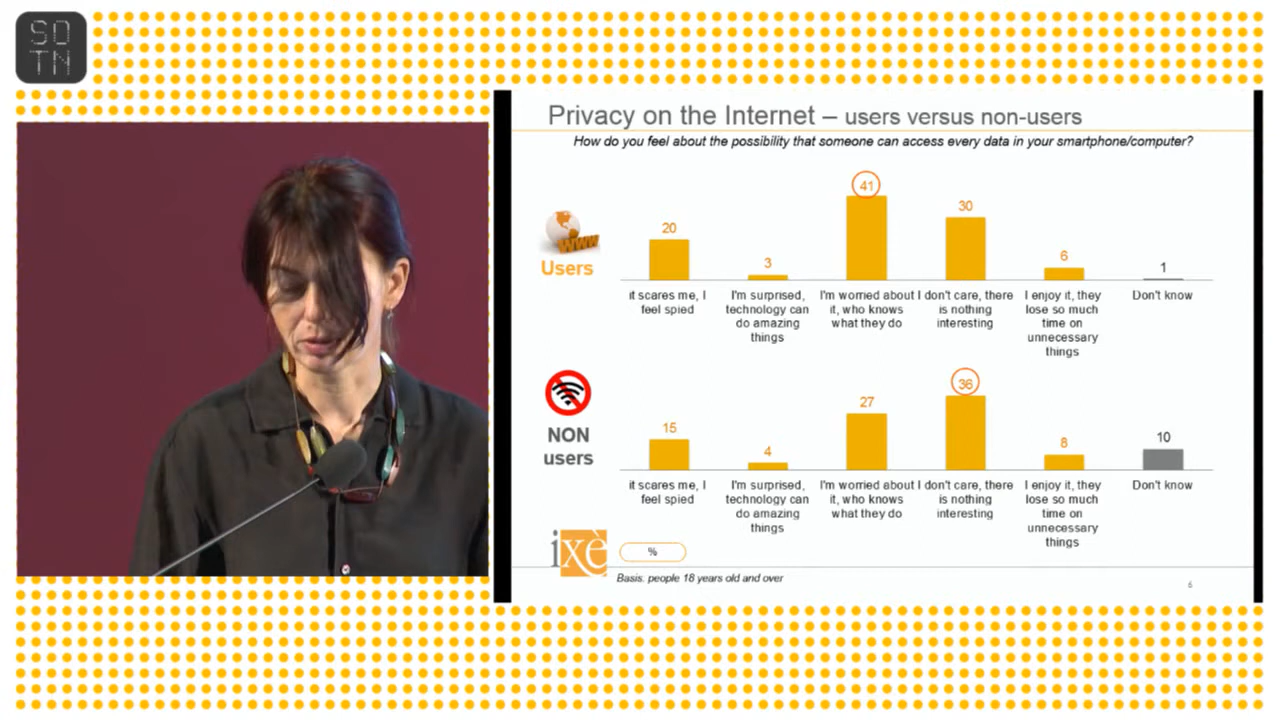 SO
TN
Privacy on the Internet – users versus non-users
How do you feel about the possibility that someone can access every data in your smartphone/computer?
41
30
20
6
3
1
www
Users
it scares me, I
feel spied
I'm surprised,
technology can
do amazing
things
I'm worried about
it, who knows
what they do
I don't care, there
is nothing
interesting
I enjoy it, they
lose so much
time on
unnecessary
things
Don't know
36
27
15
10
8
4
NON
users
it scares me, I
feel spied
I'm surprised,
technology can
do amazing
things
I'm worried about
it, who knows
what they do
I don't care, there
is nothing
interesting
I enjoy it, they
lose so much
time on
unnecessary
things
Don't know
ixè
%
Basis. people 18 years old and over
6